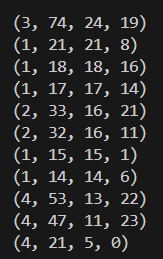 (3, 74, 24, 19)
(1, 21, 21, 8)
(1, 18, 18, 16)
(1, 17, 17, 14)
(2, 33, 16, 21)
(2, 32, 16, 11)
(1, 15, 15, 1)
(1, 14, 14, 6)
(4, 53, 13, 22)
(4, 47, 11, 23)
(4, 21, 5, 0)